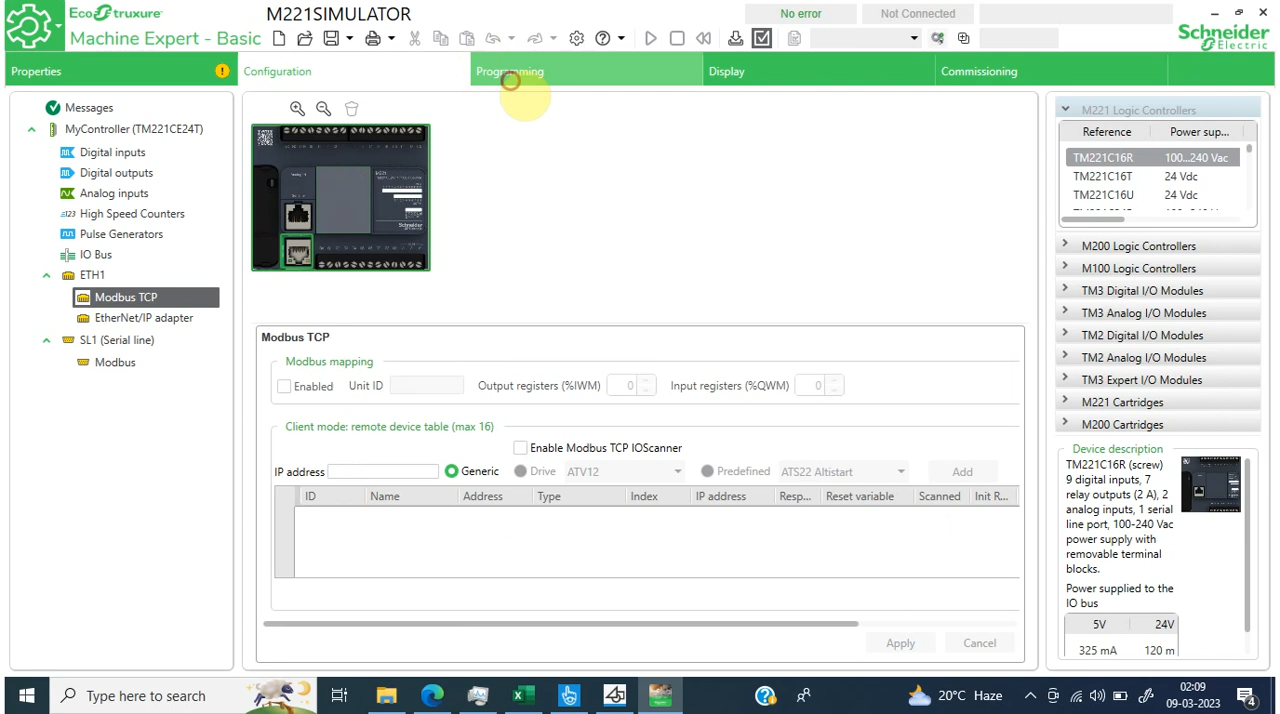 EcoStruxure
Machine Expert - Basic
M221SIMULATOR
No error
Not Connected
Schneider
Electric
Properties
Configuration
Programming
Display
Commissioning
Messages
MyController (TM221CE24T)
Digital inputs
Digital outputs
Analog inputs
High Speed Counters
Pulse Generators
IO Bus
ETH1
Modbus TCP
EtherNet/IP adapter
SL1 (Serial line)
Modbus
Modbus TCP
Modbus mapping
Enabled Unit ID Output registers (%IWM) 0 Input registers (%QWM) 0
Client mode: remote device table (max 16)
Enable Modbus TCP IOScanner
IP address Generic Drive ATV12 Predefined ATS22 Altistart Add
ID Name Address Type Index IP address Resp... Reset variable Scanned Init R...
Apply Cancel
M221 Logic Controllers
Reference Power sup...
TM221C16R 100...240 Vac
TM221C16T 24 Vdc
TM221C16U 24 Vdc
M200 Logic Controllers
M100 Logic Controllers
TM3 Digital I/O Modules
TM3 Analog I/O Modules
TM2 Digital I/O Modules
TM2 Analog I/O Modules
TM3 Expert I/O Modules
M221 Cartridges
M200 Cartridges
Device description
TM221C16R (screw)
9 digital inputs, 7
relay outputs (2 A), 2
analog inputs, 1 serial
line port, 100-240 Vac
power supply with
removable terminal
blocks.
Power supplied to the
IO bus
5V 24V
325 mA 120 m
Type here to search
20°C Haze
02:09
09-03-2023
4